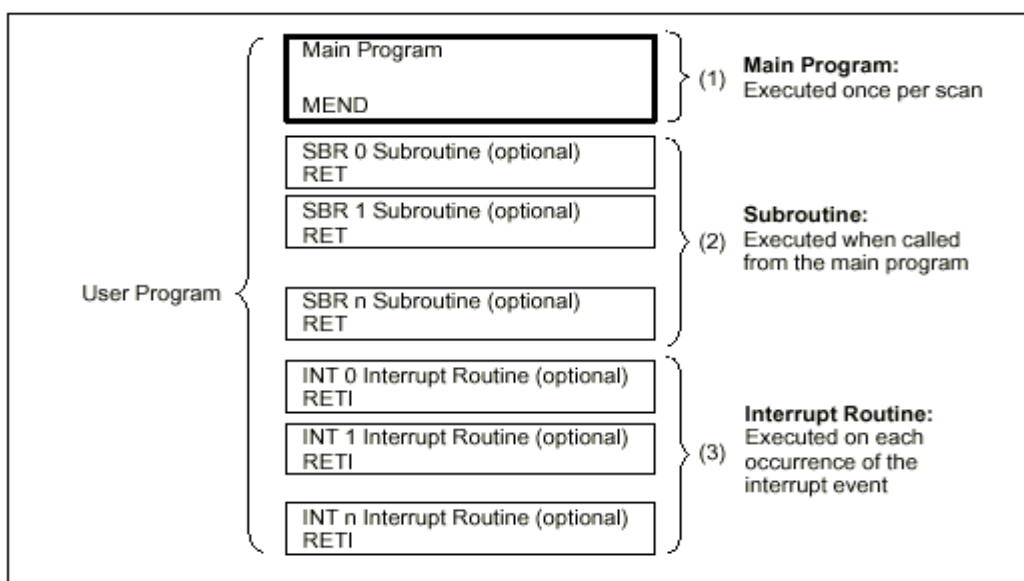 User Program
Main Program
MEND
(1)
Main Program:
Executed once per scan
SBR 0 Subroutine (optional)
RET
SBR 1 Subroutine (optional)
RET
SBR n Subroutine (optional)
RET
(2)
Subroutine:
Executed when called
from the main program
INT 0 Interrupt Routine (optional)
RETI
INT 1 Interrupt Routine (optional)
RETI
INT n Interrupt Routine (optional)
RETI
(3)
Interrupt Routine:
Executed on each
occurrence of the
interrupt event